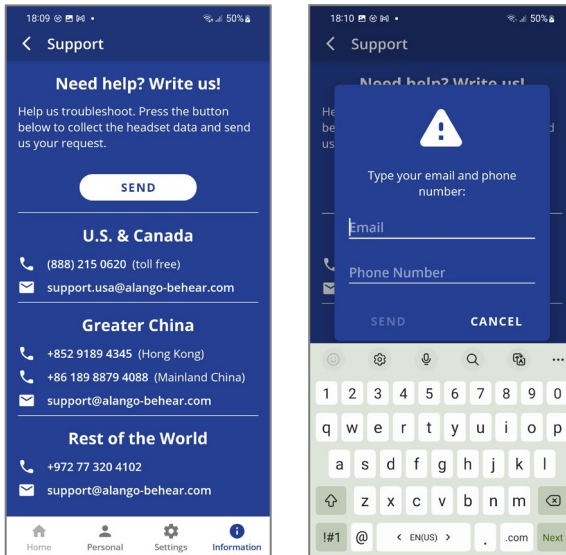 18:09 50%
Support
Need help? Write us!
Help us troubleshoot. Press the button
below to collect the headset data and send
us your request.
SEND
U.S. & Canada
(888) 215 0620 (toll free)
support.usa@alango-behear.com
Greater China
+852 9189 4345 (Hong Kong)
+86 189 8879 4088 (Mainland China)
support@alango-behear.com
Rest of the World
+972 77 320 4102
support@alango-behear.com
Home Personal Settings Information
18:10 50%
Support
Need help? Write us!
Type your email and phone
number:
Email
Phone Number
SEND CANCEL
1 2 3 4 5 6 7 8 9 0
q w e r t y u i o p
a s d f g h j k l
z x c v b n m
!#1 @ < EN(US) > . .com Next